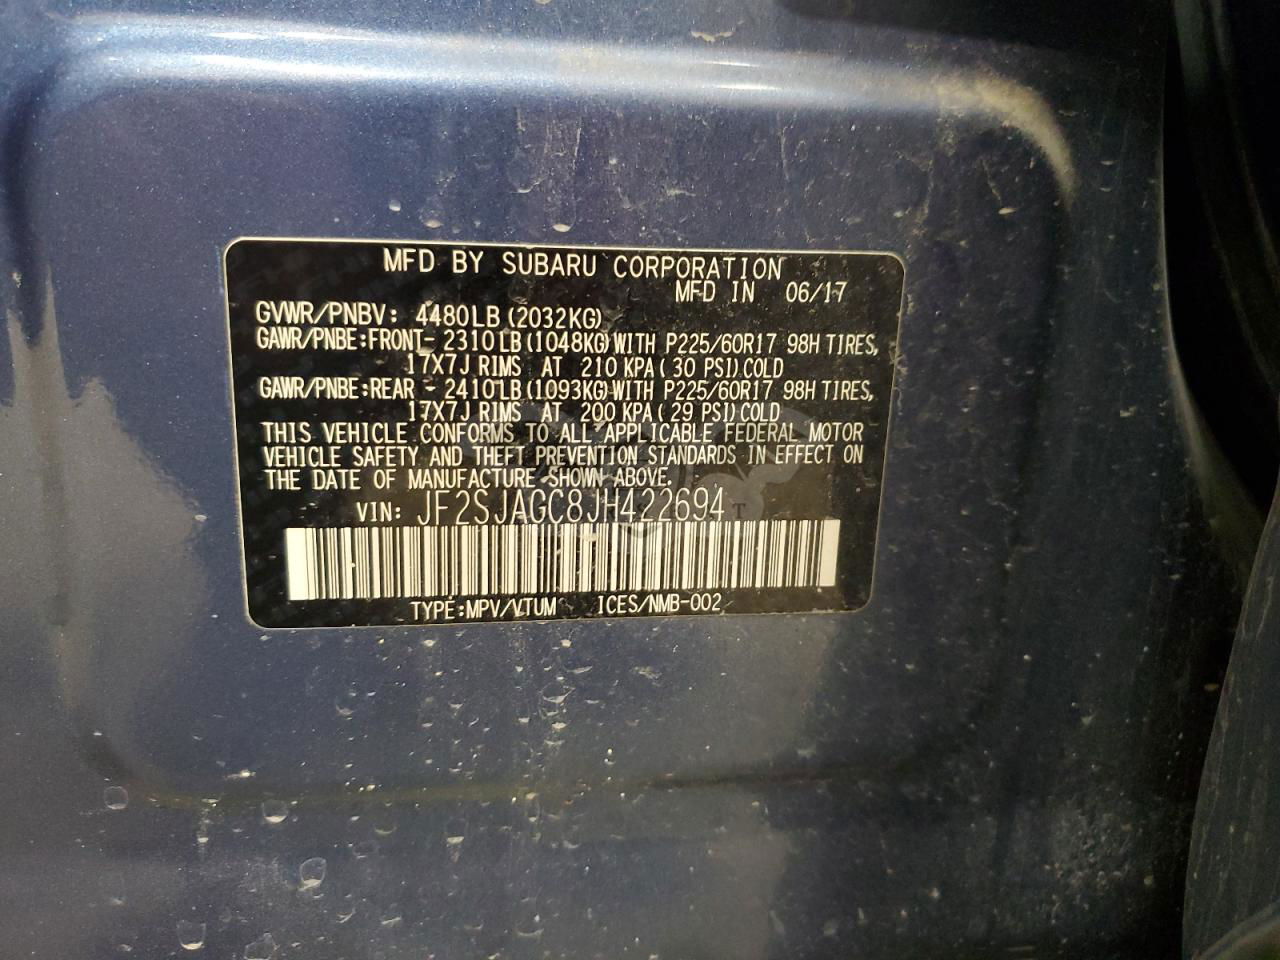 MFD BY SUBARU CORPORATION
MFD IN 06/17
GVWR/PNBV: 4480LB (2032KG)
GAWR/PNBE:FRONT- 2310LB (1048KG)WITH P225/60R17 98H TIRES,
17X7J RIMS AT 210 KPA (30 PSI) COLD
GAWR/PNBE:REAR - 2410LB (1093KG)WITH P225/60R17 98H TIRES,
17X7J RIMS AT 200 KPA (29 PSI) COLD
THIS VEHICLE CONFORMS TO ALL APPLICABLE FEDERAL MOTOR
VEHICLE SAFETY AND THEFT PREVENTION STANDARDS IN EFFECT ON
THE DATE OF MANUFACTURE SHOWN ABOVE.
VIN: JF2SJAGC8JH422694
TYPE:MPV/VTUM ICES/NMB-002